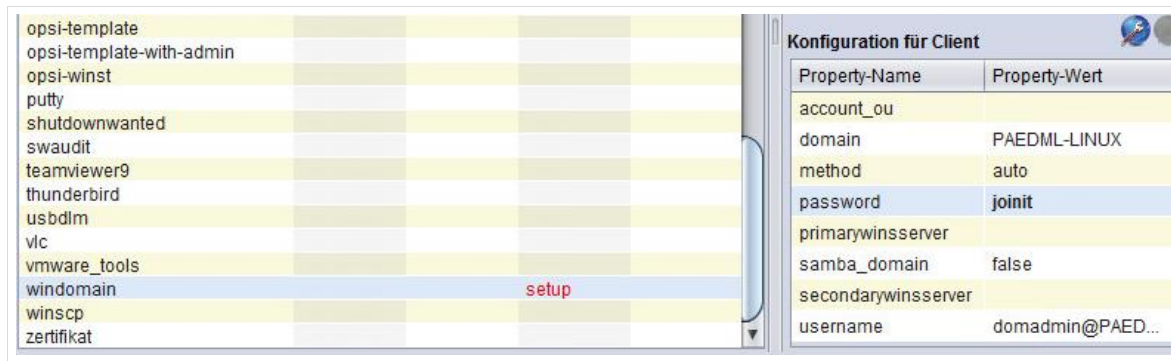 opsi-template
opsi-template-with-admin
opsi-winst
putty
shutdownwanted
swaudit
teamviewer9
thunderbird
usbdlm
vlc
vmware_tools
windomain setup
winscp
zertifikat
Konfiguration für Client
Property-Name Property-Wert
account_ou
domain PAEDML-LINUX
method auto
password joinit
primarywinsserver
samba_domain false
secondarywinsserver
username domadmin@PAED...